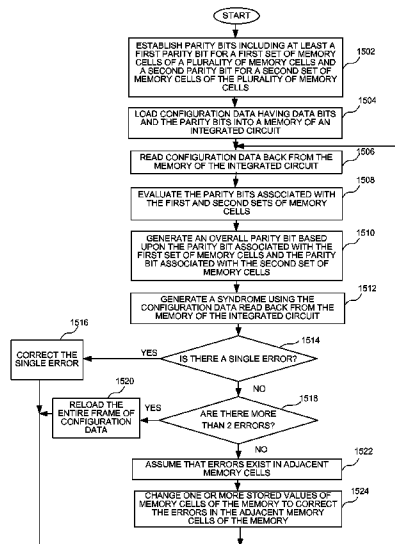 START
ESTABLISH PARITY BITS INCLUDING AT LEAST A
FIRST PARITY BIT FOR A FIRST SET OF MEMORY
CELLS OF A PLURALITY OF MEMORY CELLS AND
A SECOND PARITY BIT FOR A SECOND SET OF
MEMORY CELLS OF THE PLURALITY OF MEMORY
CELLS
1502
LOAD CONFIGURATION DATA HAVING DATA BITS
AND THE PARITY BITS INTO A MEMORY OF AN
INTEGRATED CIRCUIT
1504
READ CONFIGURATION DATA BACK FROM THE
MEMORY OF THE INTEGRATED CIRCUIT
1506
EVALUATE THE PARITY BITS ASSOCIATED WITH
THE FIRST AND SECOND SETS OF MEMORY
CELLS
1508
GENERATE AN OVERALL PARITY BIT BASED
UPON THE PARITY BIT ASSOCIATED WITH THE
FIRST SET OF MEMORY CELLS AND THE PARITY
BIT ASSOCIATED WITH THE SECOND SET OF
MEMORY CELLS
1510
GENERATE A SYNDROME USING THE
CONFIGURATION DATA READ BACK FROM THE
MEMORY OF THE INTEGRATED CIRCUIT
1512
IS THERE A SINGLE ERROR?
1514
YES
NO
CORRECT THE
SINGLE ERROR
1516
ARE THERE MORE
THAN 2 ERRORS?
1518
YES
NO
RELOAD THE
ENTIRE FRAME OF
CONFIGURATION
DATA
1520
ASSUME THAT ERRORS EXIST IN ADJACENT
MEMORY CELLS
1522
CHANGE ONE OR MORE STORED VALUES OF
MEMORY CELLS OF THE MEMORY TO CORRECT
THE ERRORS IN THE ADJACENT MEMORY
CELLS OF THE MEMORY
1524